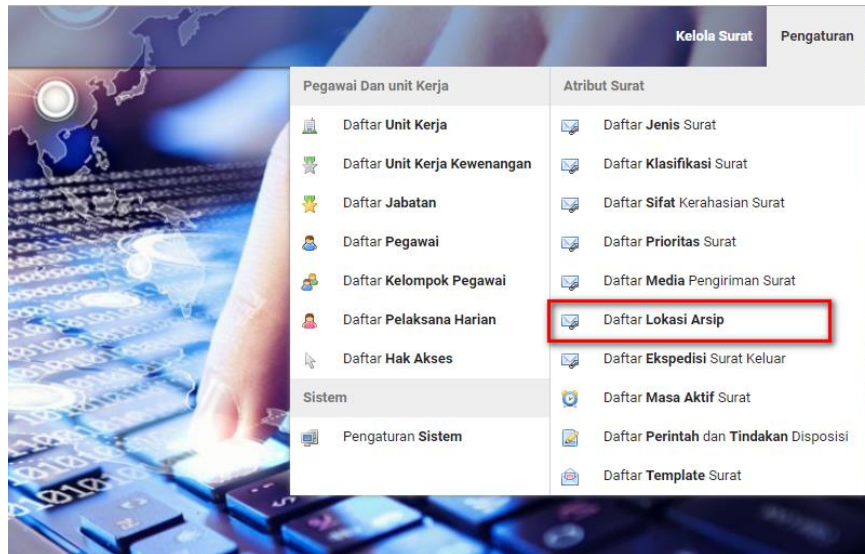 Kelola Surat
Pengaturan
Pegawai Dan unit Kerja
Daftar Unit Kerja
Daftar Unit Kerja Kewenangan
Daftar Jabatan
Daftar Pegawai
Daftar Kelompok Pegawai
Daftar Pelaksana Harian
Daftar Hak Akses
Sistem
Pengaturan Sistem
Atribut Surat
Daftar Jenis Surat
Daftar Klasifikasi Surat
Daftar Sifat Kerahasian Surat
Daftar Prioritas Surat
Daftar Media Pengiriman Surat
Daftar Lokasi Arsip
Daftar Ekspedisi Surat Keluar
Daftar Masa Aktif Surat
Daftar Perintah dan Tindakan Disposisi
Daftar Template Surat